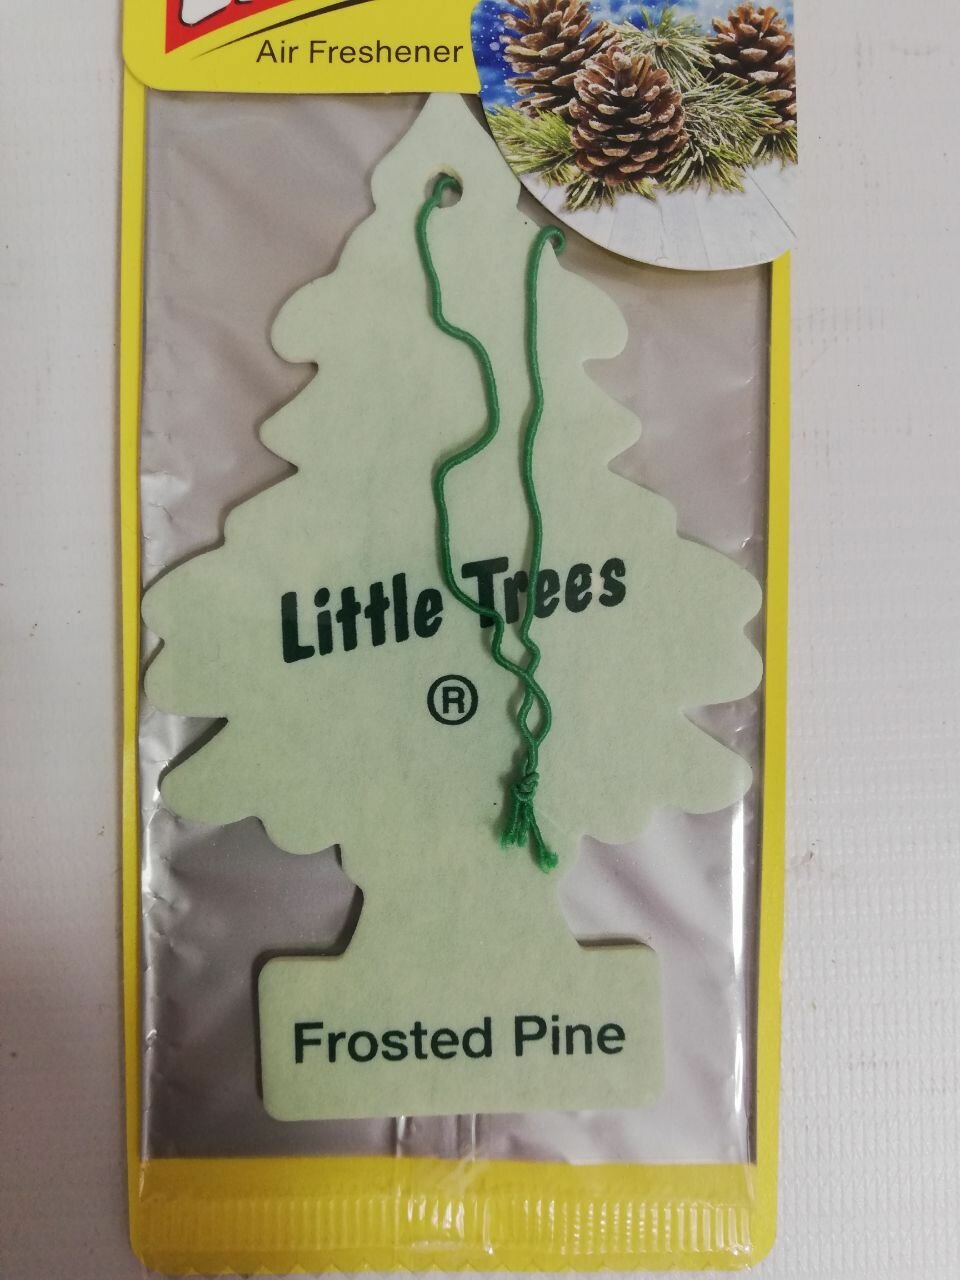 Air Freshener
Little Trees
®
Frosted Pine